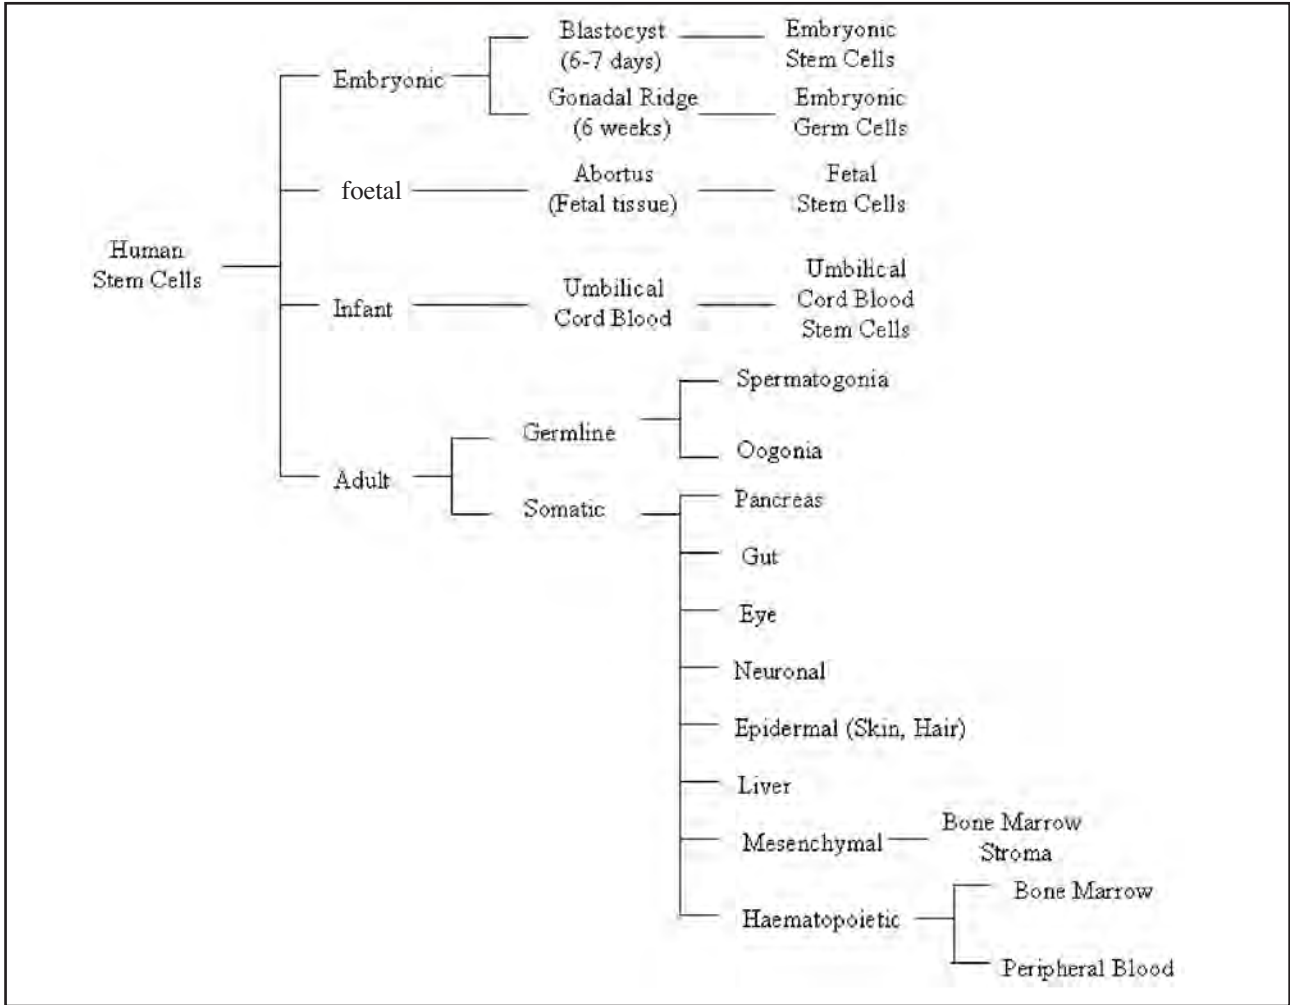 Blastocyst
(6-7 days)
Embryonic
Stem Cells
Embryonic
Gonadal Ridge
(6 weeks)
Embryonic
Germ Cells
foetal
Abortus
(Fetal tissue)
Fetal
Stem Cells
Human
Stem Cells
Infant
Umbilical
Cord Blood
Umbilical
Cord Blood
Stem Cells
Adult
Germline
Spermatogonia
Oogonia
Somatic
Pancreas
Gut
Eye
Neuronal
Epidermal (Skin, Hair)
Liver
Mesenchymal
Bone Marrow
Stroma
Haematopoietic
Bone Marrow
Peripheral Blood